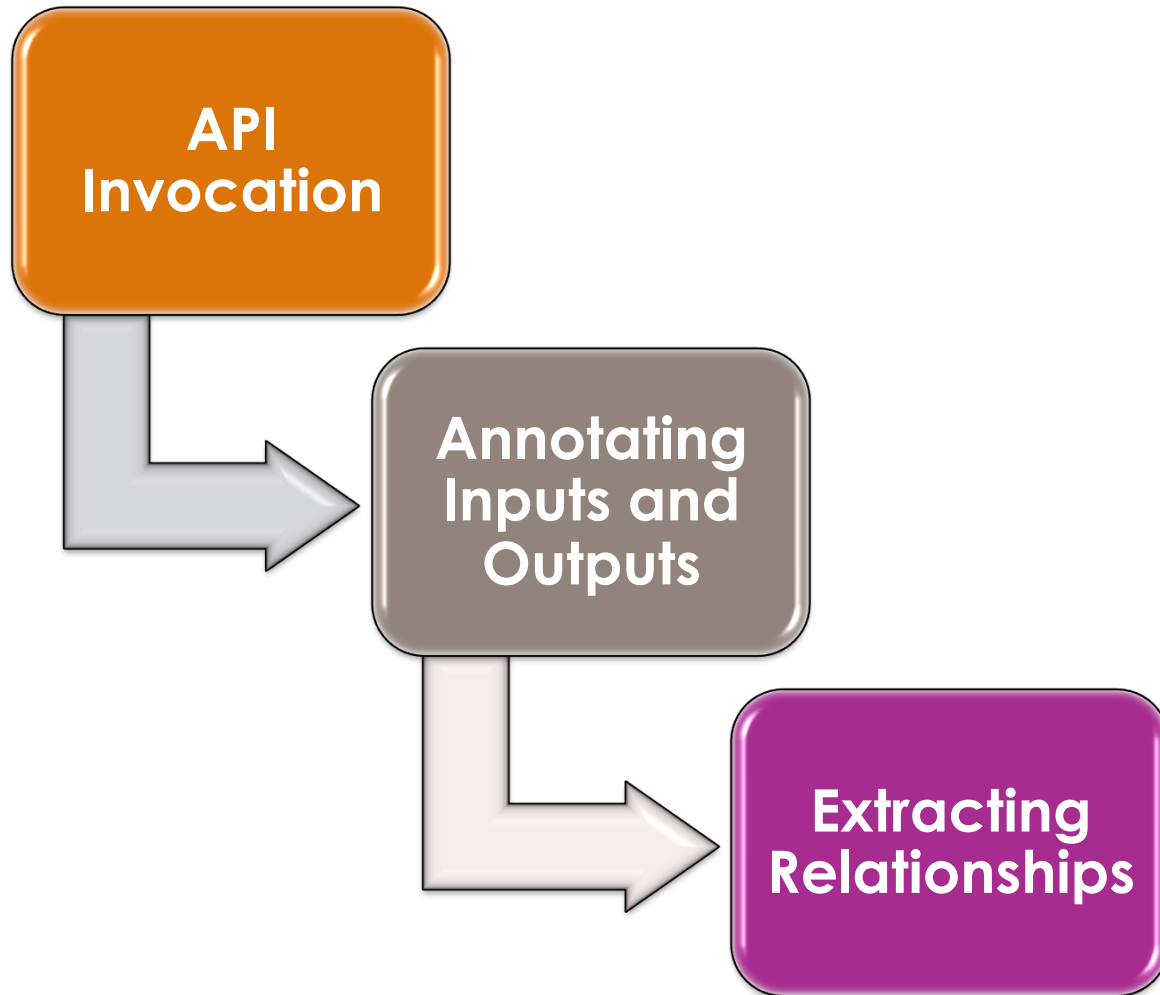 API
Invocation
Annotating
Inputs and
Outputs
Extracting
Relationships